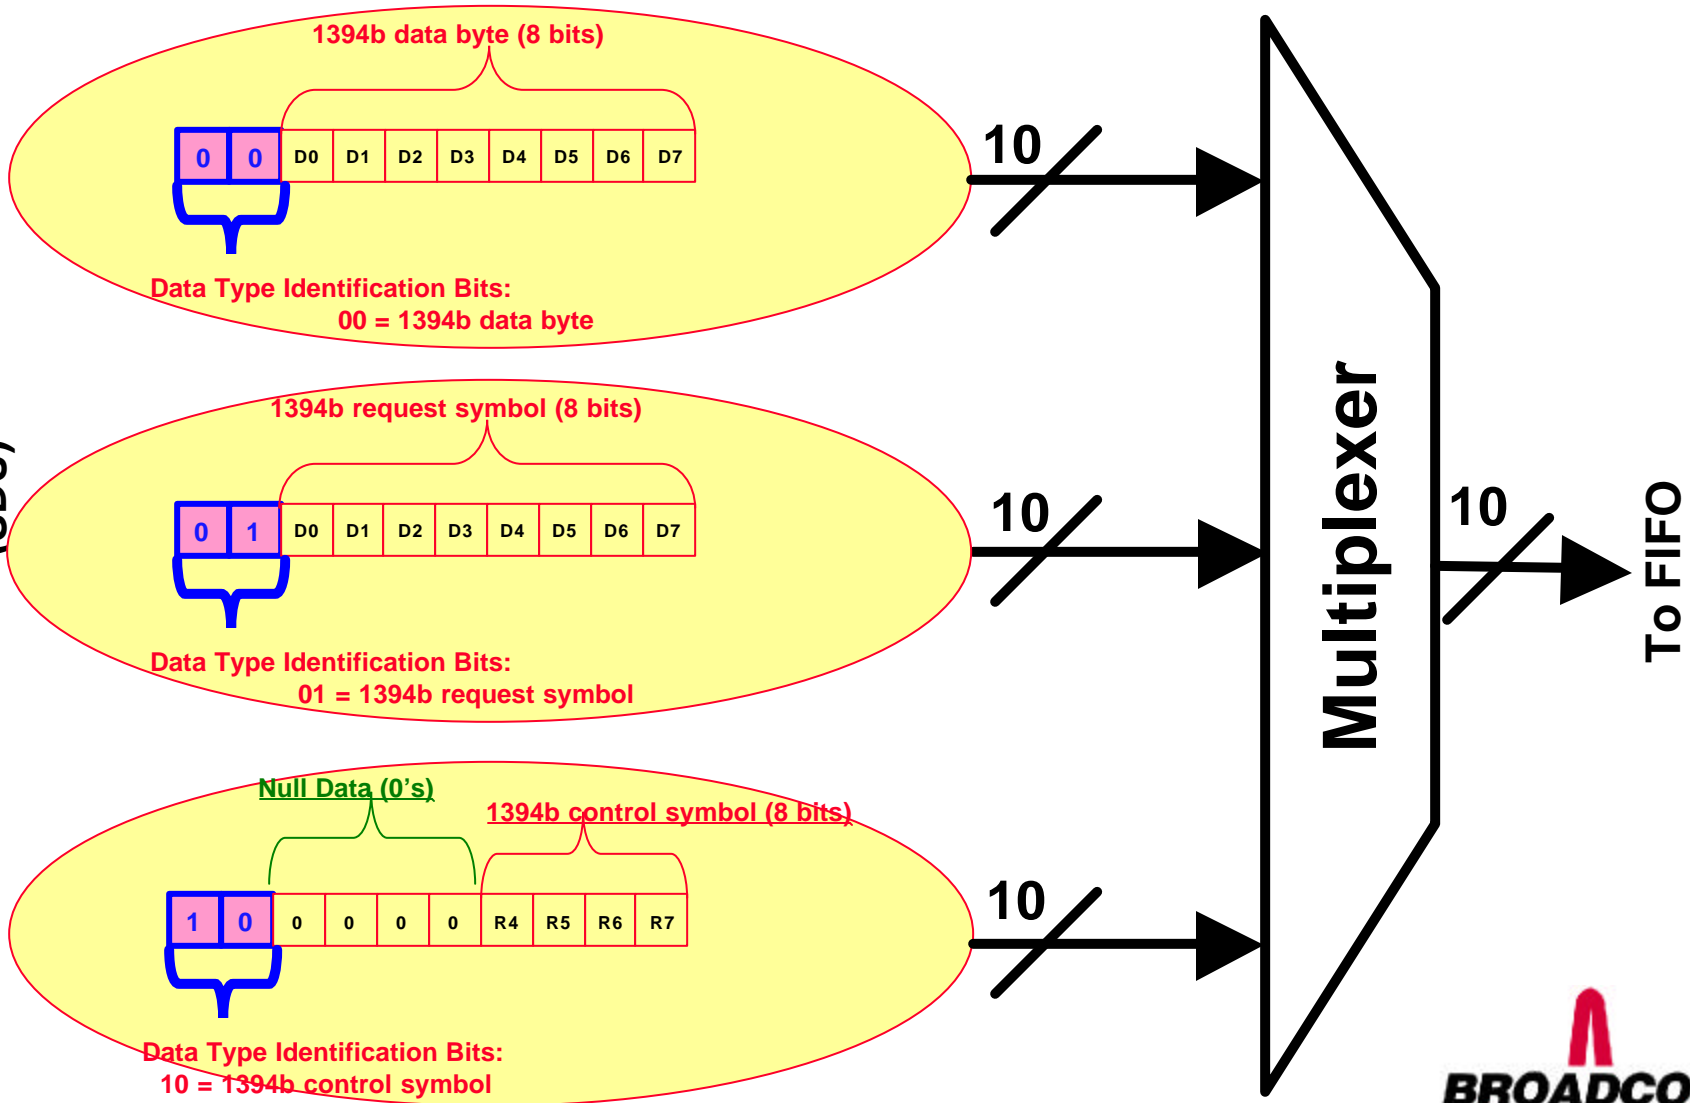 1394b data byte (8 bits)
0 0 D0 D1 D2 D3 D4 D5 D6 D7
Data Type Identification Bits:
00 = 1394b data byte
10
1394b request symbol (8 bits)
0 1 D0 D1 D2 D3 D4 D5 D6 D7
Data Type Identification Bits:
01 = 1394b request symbol
10
Null Data (0's)
1394b control symbol (8 bits)
1 0 0 0 0 0 R4 R5 R6 R7
Data Type Identification Bits:
10 = 1394b control symbol
10
Multiplexer
10
To FIFO
BROADCO